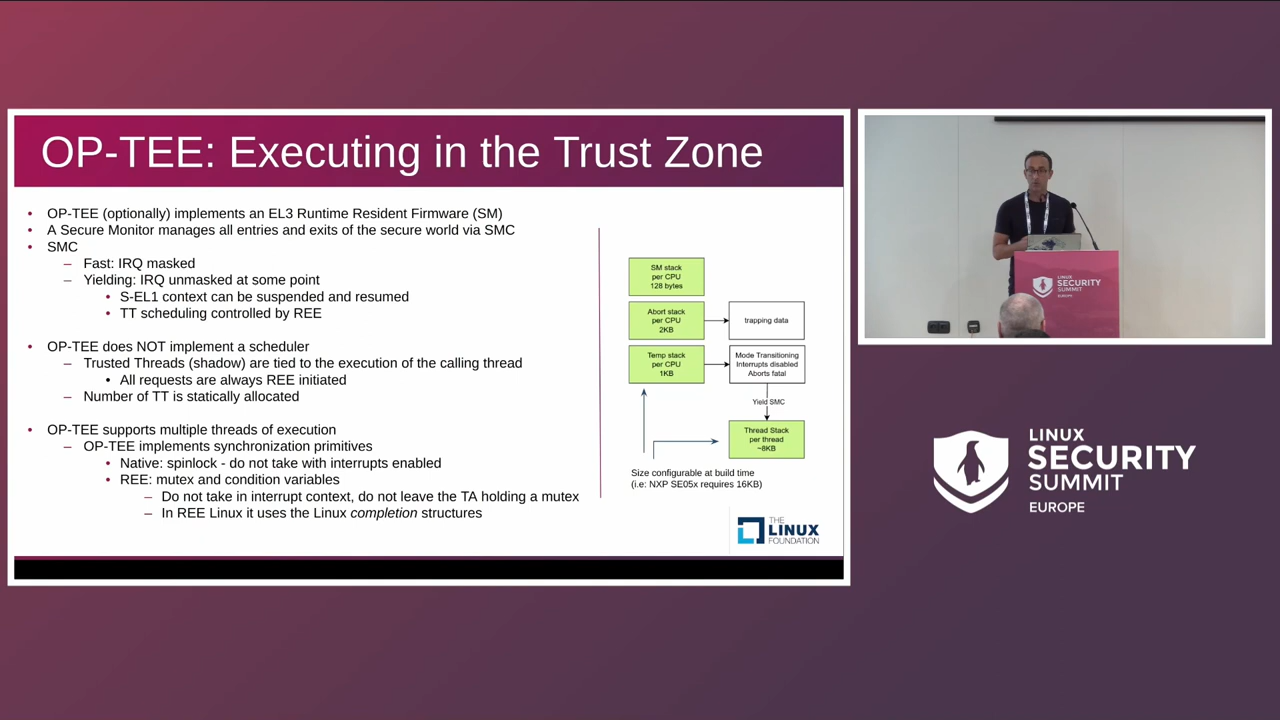 OP-TEE: Executing in the Trust Zone
• OP-TEE (optionally) implements an EL3 Runtime Resident Firmware (SM)
• A Secure Monitor manages all entries and exits of the secure world via SMC
• SMC
– Fast: IRQ masked
– Yielding: IRQ unmasked at some point
• S-EL1 context can be suspended and resumed
• TT scheduling controlled by REE
• OP-TEE does NOT implement a scheduler
– Trusted Threads (shadow) are tied to the execution of the calling thread
• All requests are always REE initiated
– Number of TT is statically allocated
• OP-TEE supports multiple threads of execution
– OP-TEE implements synchronization primitives
• Native: spinlock - do not take with interrupts enabled
• REE: mutex and condition variables
– Do not take in interrupt context, do not leave the TA holding a mutex
– In REE Linux it uses the Linux completion structures
SM stack
per CPU
128 bytes
Abort stack
per CPU
2KB
trapping data
Temp stack
per CPU
1KB
Mode Transitioning
Interrupts disabled
Aborts fatal
Yield SMC
Thread Stack
per thread
~8KB
Size configurable at build time
(i.e: NXP SE05x requires 16KB)
THE
LINUX
FOUNDATION
LINUX
SECURITY
SUMMIT
EUROPE
LINUX
SECURITY
SUMMIT
EUROPE